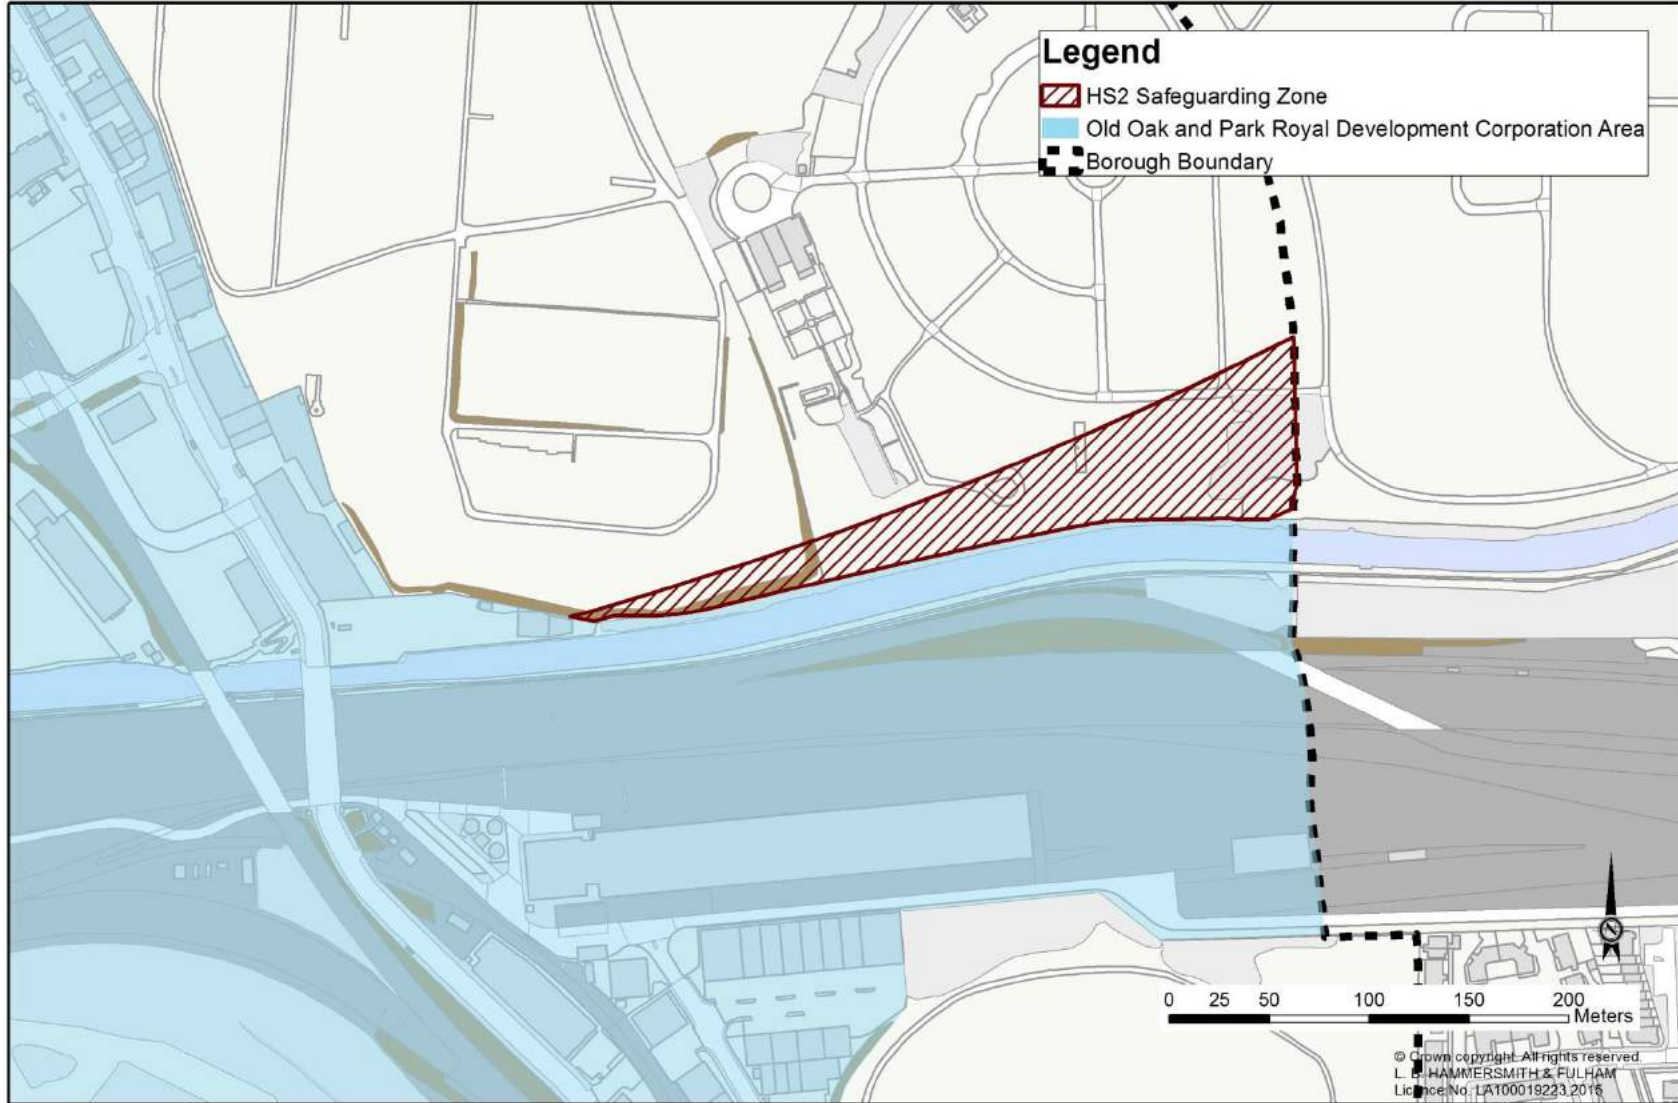 Legend
HS2 Safeguarding Zone
Old Oak and Park Royal Development Corporation Area
Borough Boundary
0 25 50 100 150 200
Meters
© Crown copyright. All rights reserved.
L. B. HAMMERSMITH & FULHAM
Licence No. LA100019223 2015